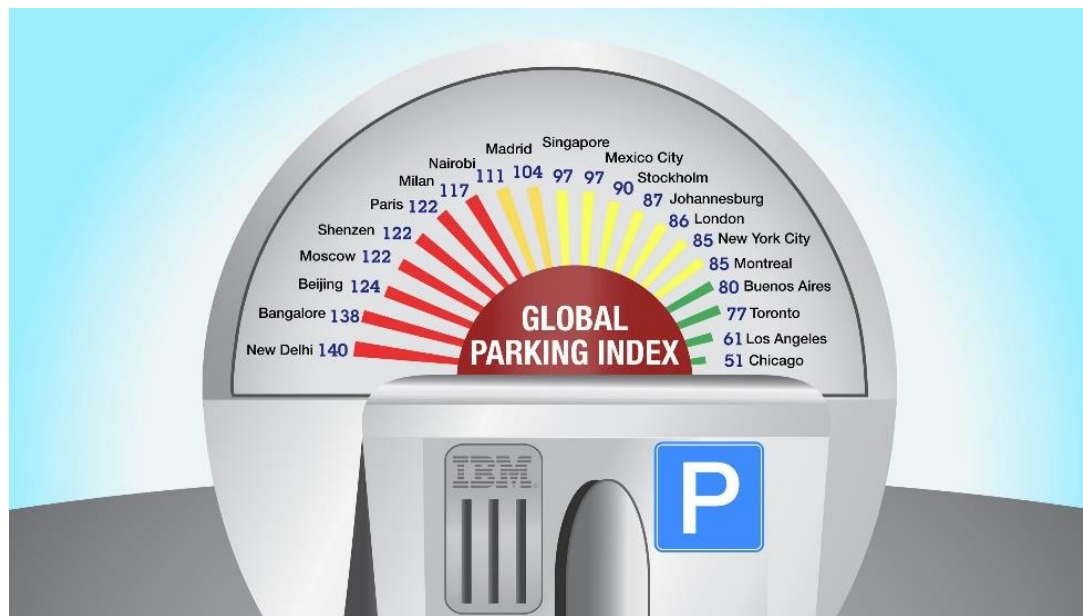 New Delhi 140
Bangalore 138
Beijing 124
Moscow 122
Shenzen 122
Paris 122
Milan 117
Nairobi 111
Madrid 104
Singapore 97
Mexico City 97
Stockholm 90
Johannesburg 87
86 London
85 New York City
85 Montreal
80 Buenos Aires
77 Toronto
61 Los Angeles
51 Chicago
GLOBAL
PARKING INDEX
IBM
P